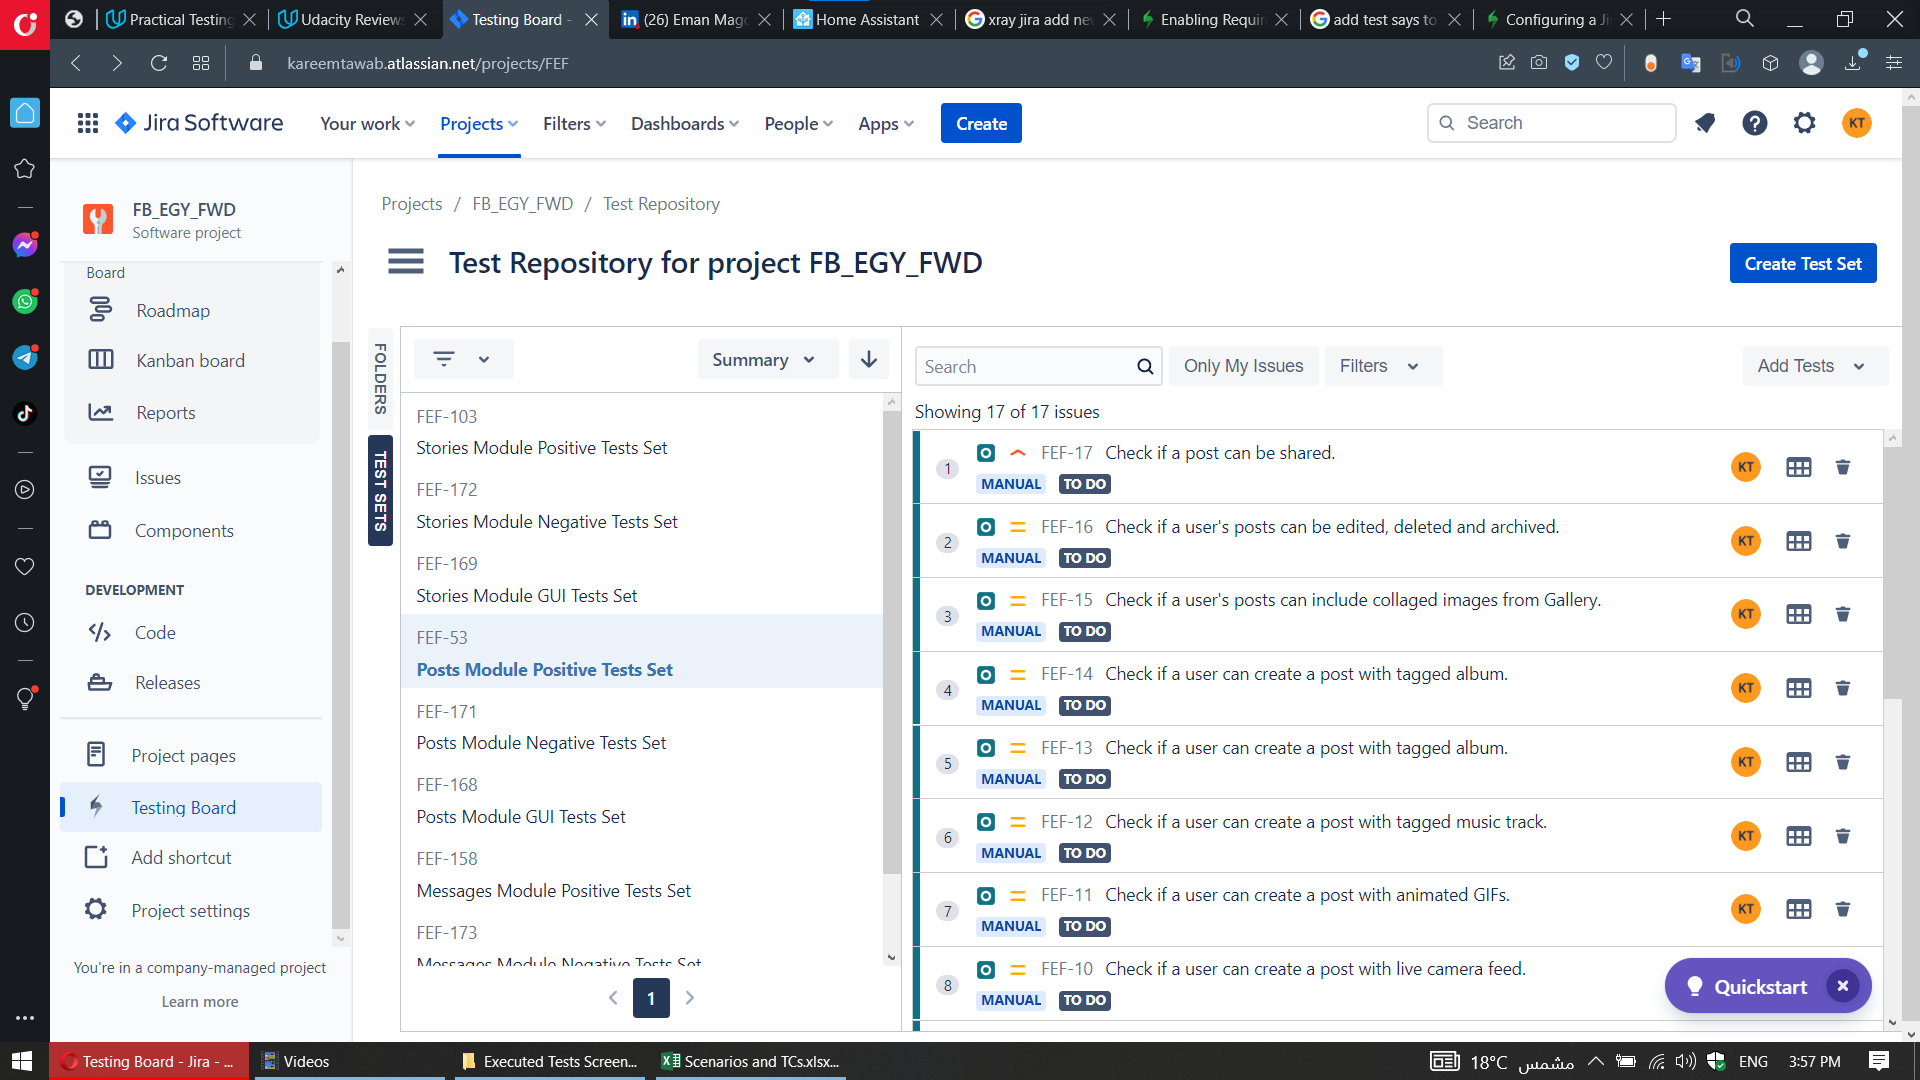 Practical Testing
Udacity Reviews
Testing Board -
(26) Eman Mago
Home Assistant
xray jira add nev
Enabling Requir
add test says to
Configuring a Ji
kareemtawab.atlassian.net/projects/FEF
Jira Software
Your work
Projects
Filters
Dashboards
People
Apps
Create
Search
KT
FB_EGY_FWD
Software project
Board
Roadmap
Kanban board
Reports
Issues
Components
DEVELOPMENT
Code
Releases
Project pages
Testing Board
Add shortcut
Project settings
You're in a company-managed project
Learn more
Projects / FB_EGY_FWD / Test Repository
Test Repository for project FB_EGY_FWD
Create Test Set
FOLDERS
TEST SETS
Summary
FEF-103
Stories Module Positive Tests Set
FEF-172
Stories Module Negative Tests Set
FEF-169
Stories Module GUI Tests Set
FEF-53
Posts Module Positive Tests Set
FEF-171
Posts Module Negative Tests Set
FEF-168
Posts Module GUI Tests Set
FEF-158
Messages Module Positive Tests Set
FEF-173
Messages Module Negative Tests Set
1
Search
Only My Issues
Filters
Add Tests
Showing 17 of 17 issues
1 FEF-17 Check if a post can be shared. KT
MANUAL TO DO
2 FEF-16 Check if a user's posts can be edited, deleted and archived. KT
MANUAL TO DO
3 FEF-15 Check if a user's posts can include collaged images from Gallery. KT
MANUAL TO DO
4 FEF-14 Check if a user can create a post with tagged album. KT
MANUAL TO DO
5 FEF-13 Check if a user can create a post with tagged album. KT
MANUAL TO DO
6 FEF-12 Check if a user can create a post with tagged music track. KT
MANUAL TO DO
7 FEF-11 Check if a user can create a post with animated GIFs. KT
MANUAL TO DO
8 FEF-10 Check if a user can create a post with live camera feed.
MANUAL TO DO
Quickstart
Testing Board - Jira - ...
Videos
Executed Tests Screen...
Scenarios and TCs.xlsx...
18°C مشمس
ENG
3:57 PM